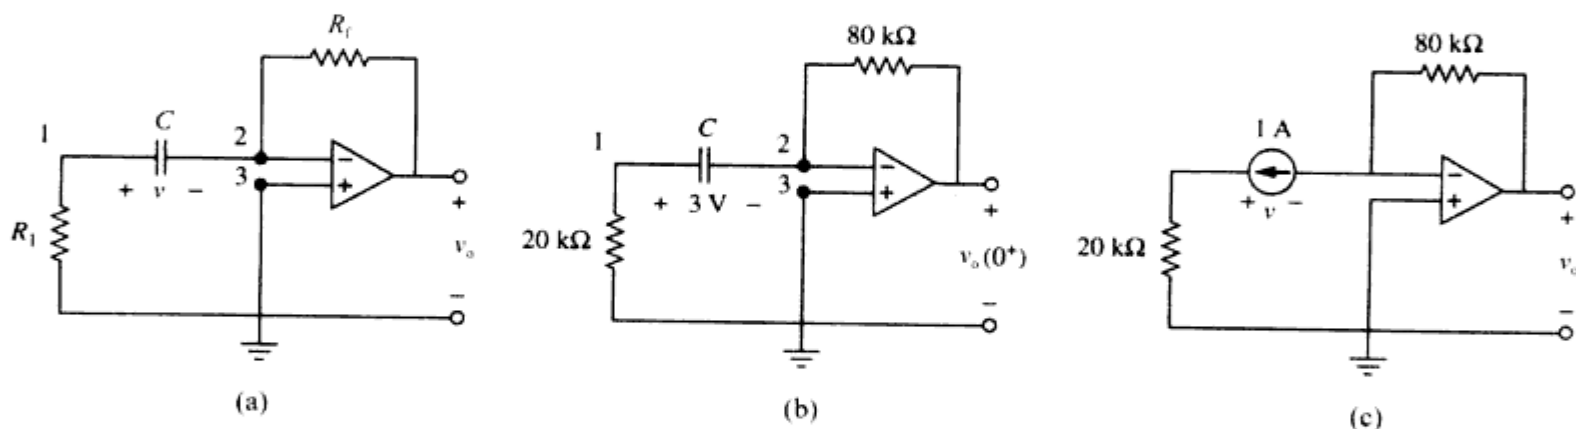 R_f
1
C
2
3
+ v −
−
+
R_1
+
v_o
−
(a)
80 kΩ
1
C
2
3
+ 3 V −
−
+
20 kΩ
+
v_o(0⁺)
−
(b)
80 kΩ
1 A
+ v −
−
+
20 kΩ
+
v_o
−
(c)